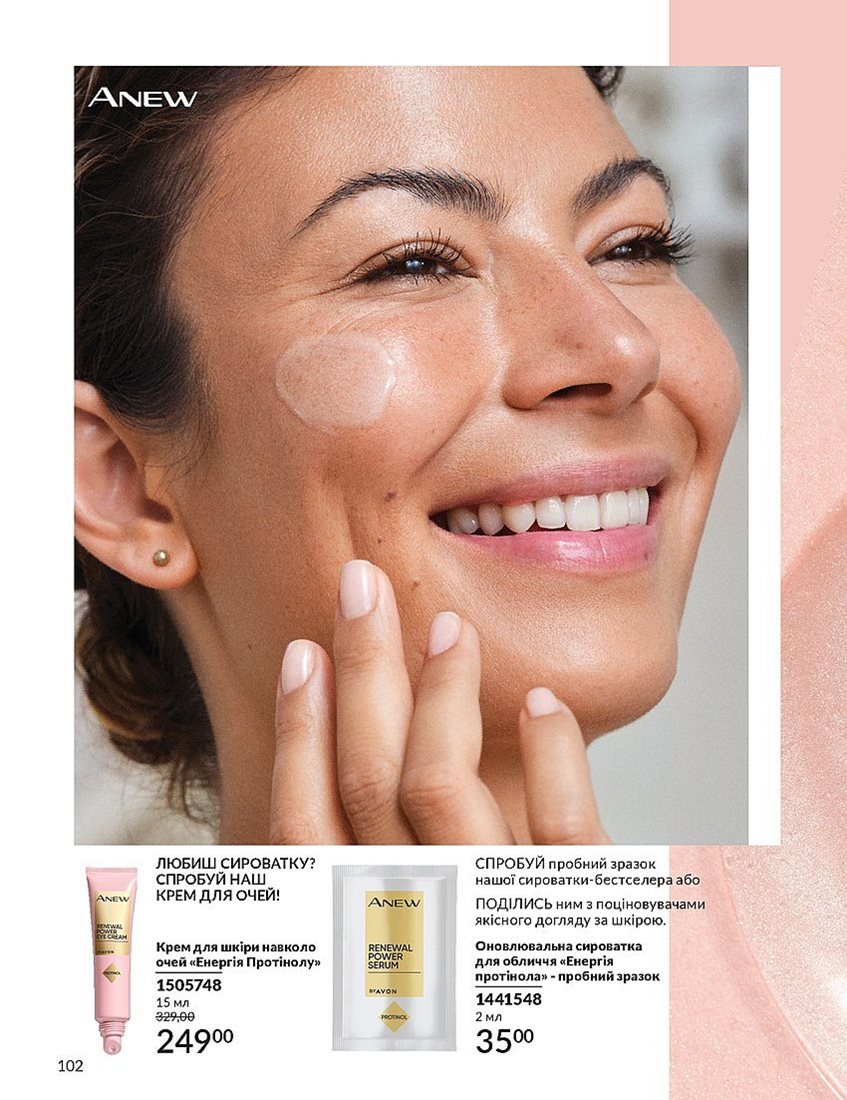 ANEW
ЛЮБИШ СИРОВАТКУ?
СПРОБУЙ НАШ
КРЕМ ДЛЯ ОЧЕЙ!
Крем для шкіри навколо
очей «Енергія Протінолу»
1505748
15 мл
329,00
24900
ANEW
RENEWAL
POWER
EYE CREAM
PROTINOL
ANEW
RENEWAL
POWER
SERUM
BY AVON
PROTINOL
СПРОБУЙ пробний зразок
нашої сироватки-бестселера або
ПОДІЛИСЬ ним з поціновувачами
якісного догляду за шкірою.
Оновлювальна сироватка
для обличчя «Енергія
протінола» - пробний зразок
1441548
2 мл
3500
102